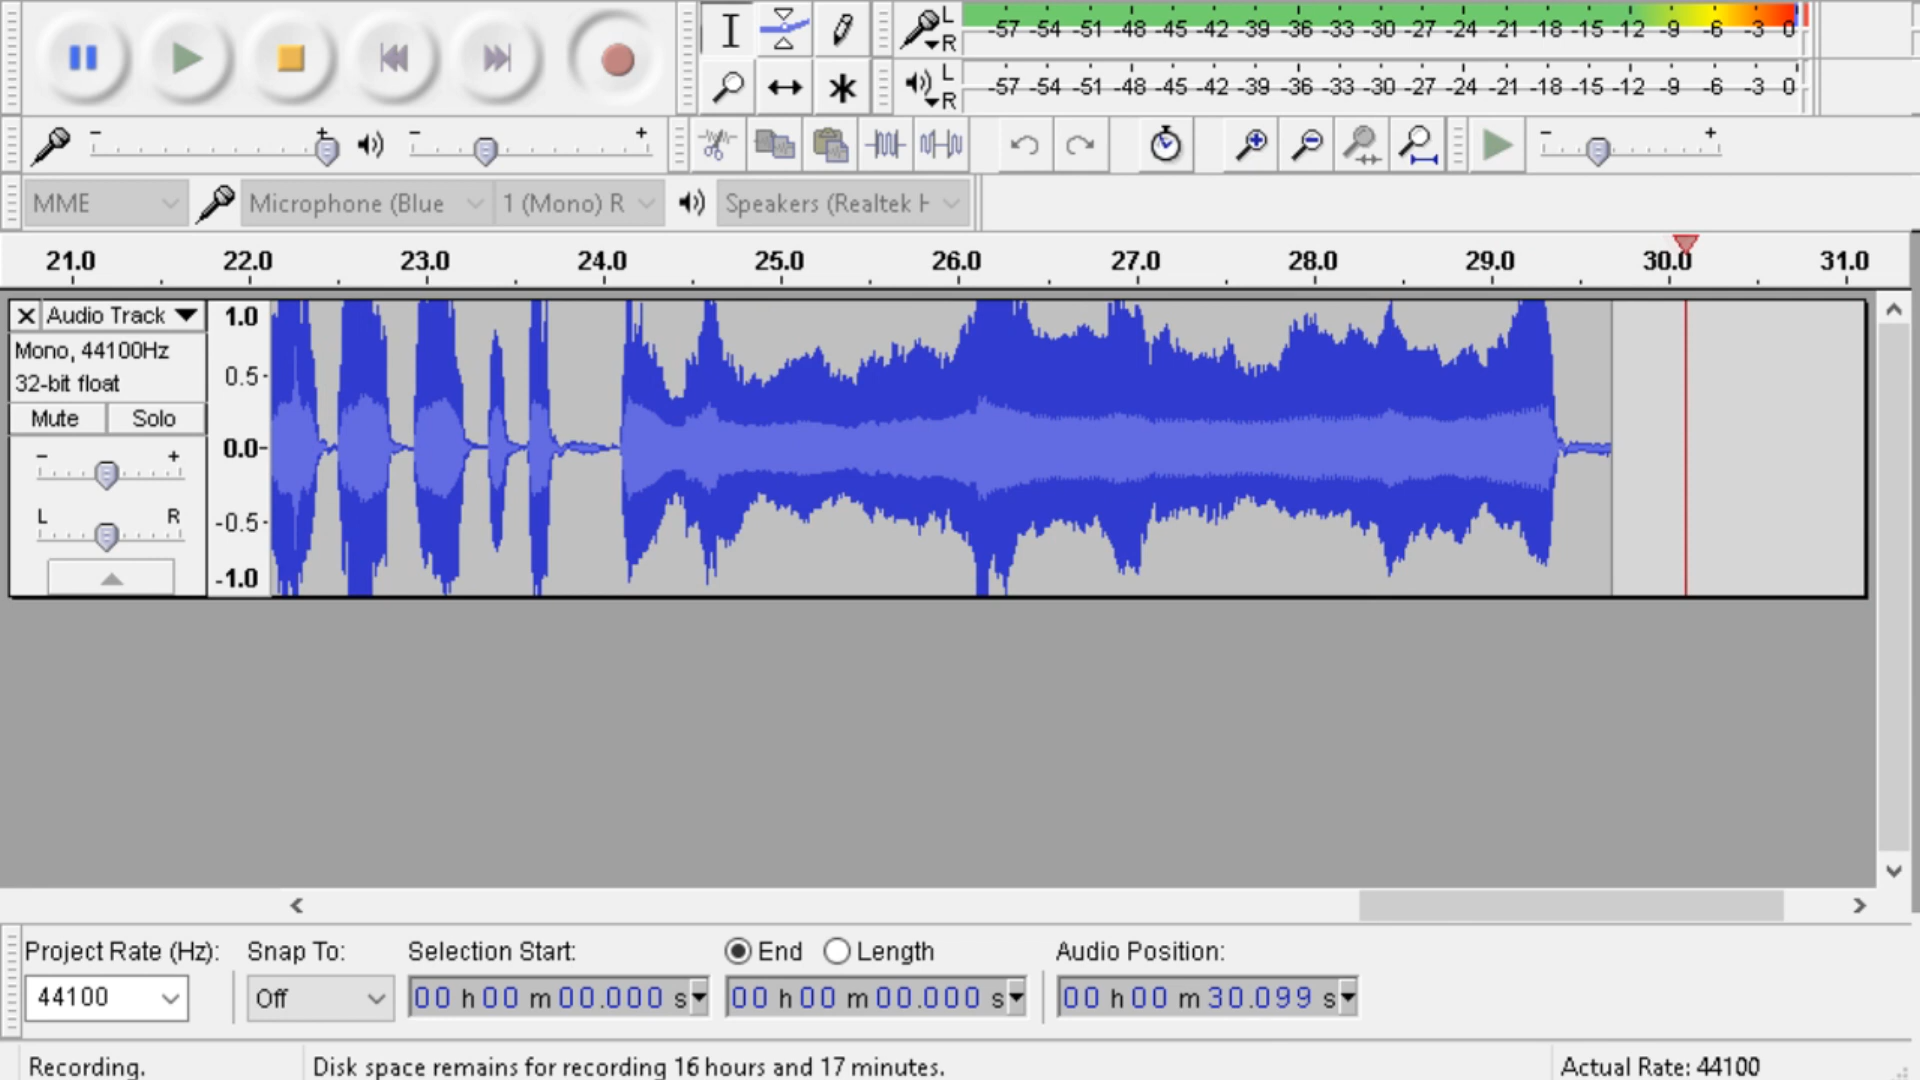 L
R
-57 -54 -51 -48 -45 -42 -39 -36 -33 -30 -27 -24 -21 -18 -15 -12 -9 -6 -3 0
L
R
-57 -54 -51 -48 -45 -42 -39 -36 -33 -30 -27 -24 -21 -18 -15 -12 -9 -6 -3 0
- + - + - +
MME Microphone (Blue 1 (Mono) R Speakers (Realtek H
21.0 22.0 23.0 24.0 25.0 26.0 27.0 28.0 29.0 30.0 31.0
X Audio Track 1.0
Mono, 44100Hz
32-bit float 0.5-
Mute Solo
- + 0.0-
L R -0.5-
-1.0
Project Rate (Hz): Snap To: Selection Start: End Length Audio Position:
44100 Off 00 h 00 m 00.000 s 00 h 00 m 00.000 s 00 h 00 m 30.099 s
Recording. Disk space remains for recording 16 hours and 17 minutes. Actual Rate: 44100